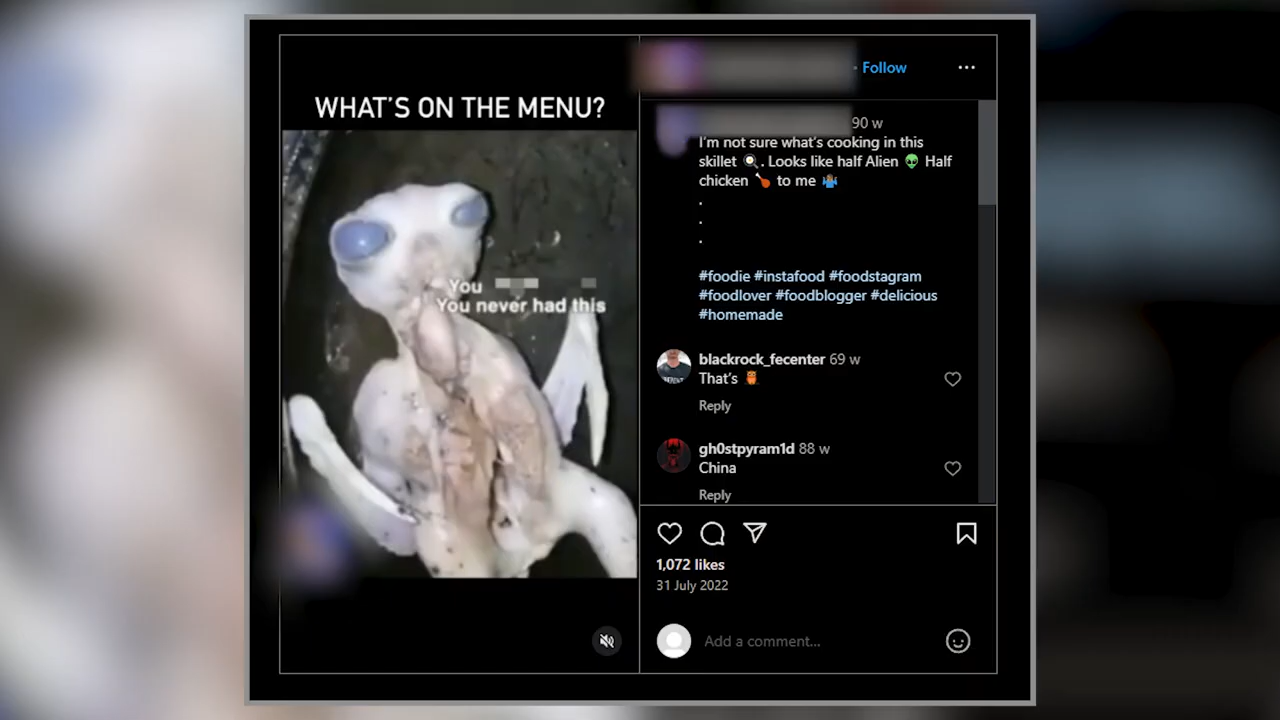 WHAT'S ON THE MENU?
You
You never had this
· Follow
90 w
I'm not sure what's cooking in this
skillet 🍳. Looks like half Alien 👽 Half
chicken 🍗 to me 🤷🏾‍♂️
.
.
.
#foodie #instafood #foodstagram
#foodlover #foodblogger #delicious
#homemade
blackrock_fecenter 69 w
That's 🦉
Reply
gh0stpyram1d 88 w
China
Reply
1,072 likes
31 July 2022
Add a comment...